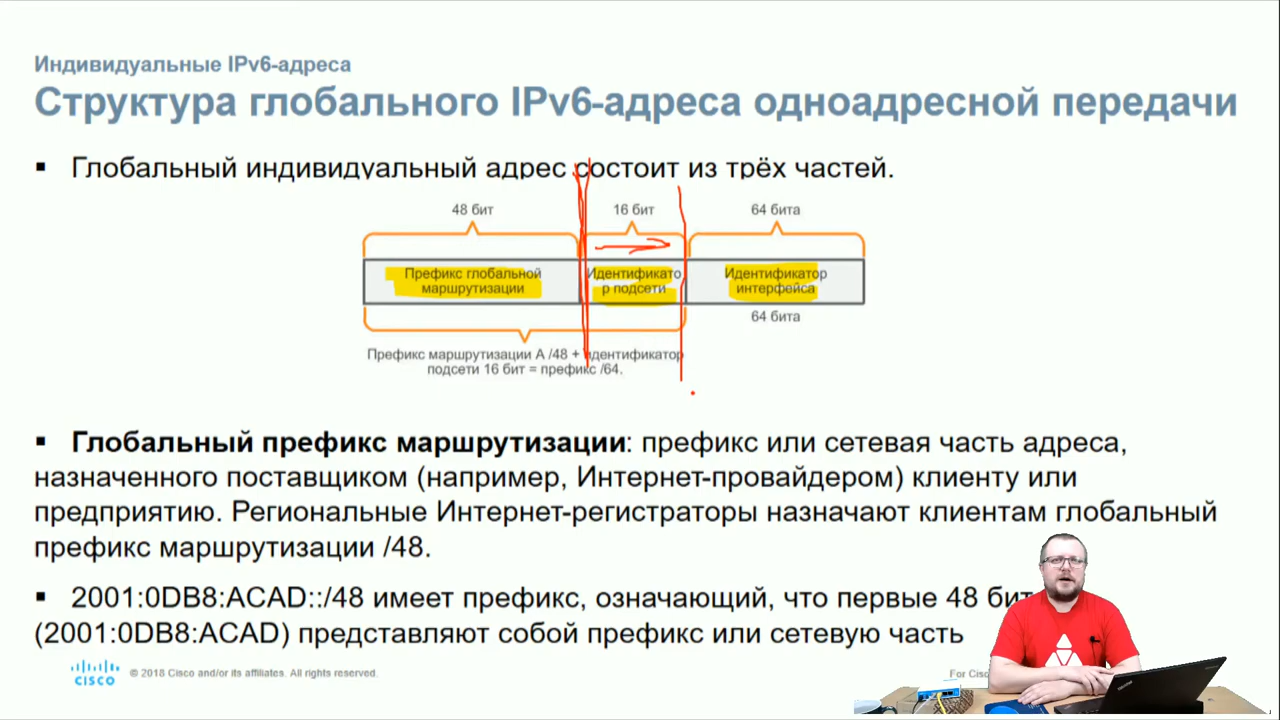 Индивидуальные IPv6-адреса
Структура глобального IPv6-адреса одноадресной передачи
▪ Глобальный индивидуальный адрес состоит из трёх частей.
48 бит 16 бит 64 бита
Префикс глобальной маршрутизации
Идентификато р подсети
Идентификатор интерфейса
64 бита
Префикс маршрутизации A /48 + идентификатор
подсети 16 бит = префикс /64.
▪ Глобальный префикс маршрутизации: префикс или сетевая часть адреса,
назначенного поставщиком (например, Интернет-провайдером) клиенту или
предприятию. Региональные Интернет-регистраторы назначают клиентам глобальный
префикс маршрутизации /48.
▪ 2001:0DB8:ACAD::/48 имеет префикс, означающий, что первые 48 бит
(2001:0DB8:ACAD) представляют собой префикс или сетевую часть
CISCO
© 2018 Cisco and/or its affiliates. All rights reserved.
For Cisc